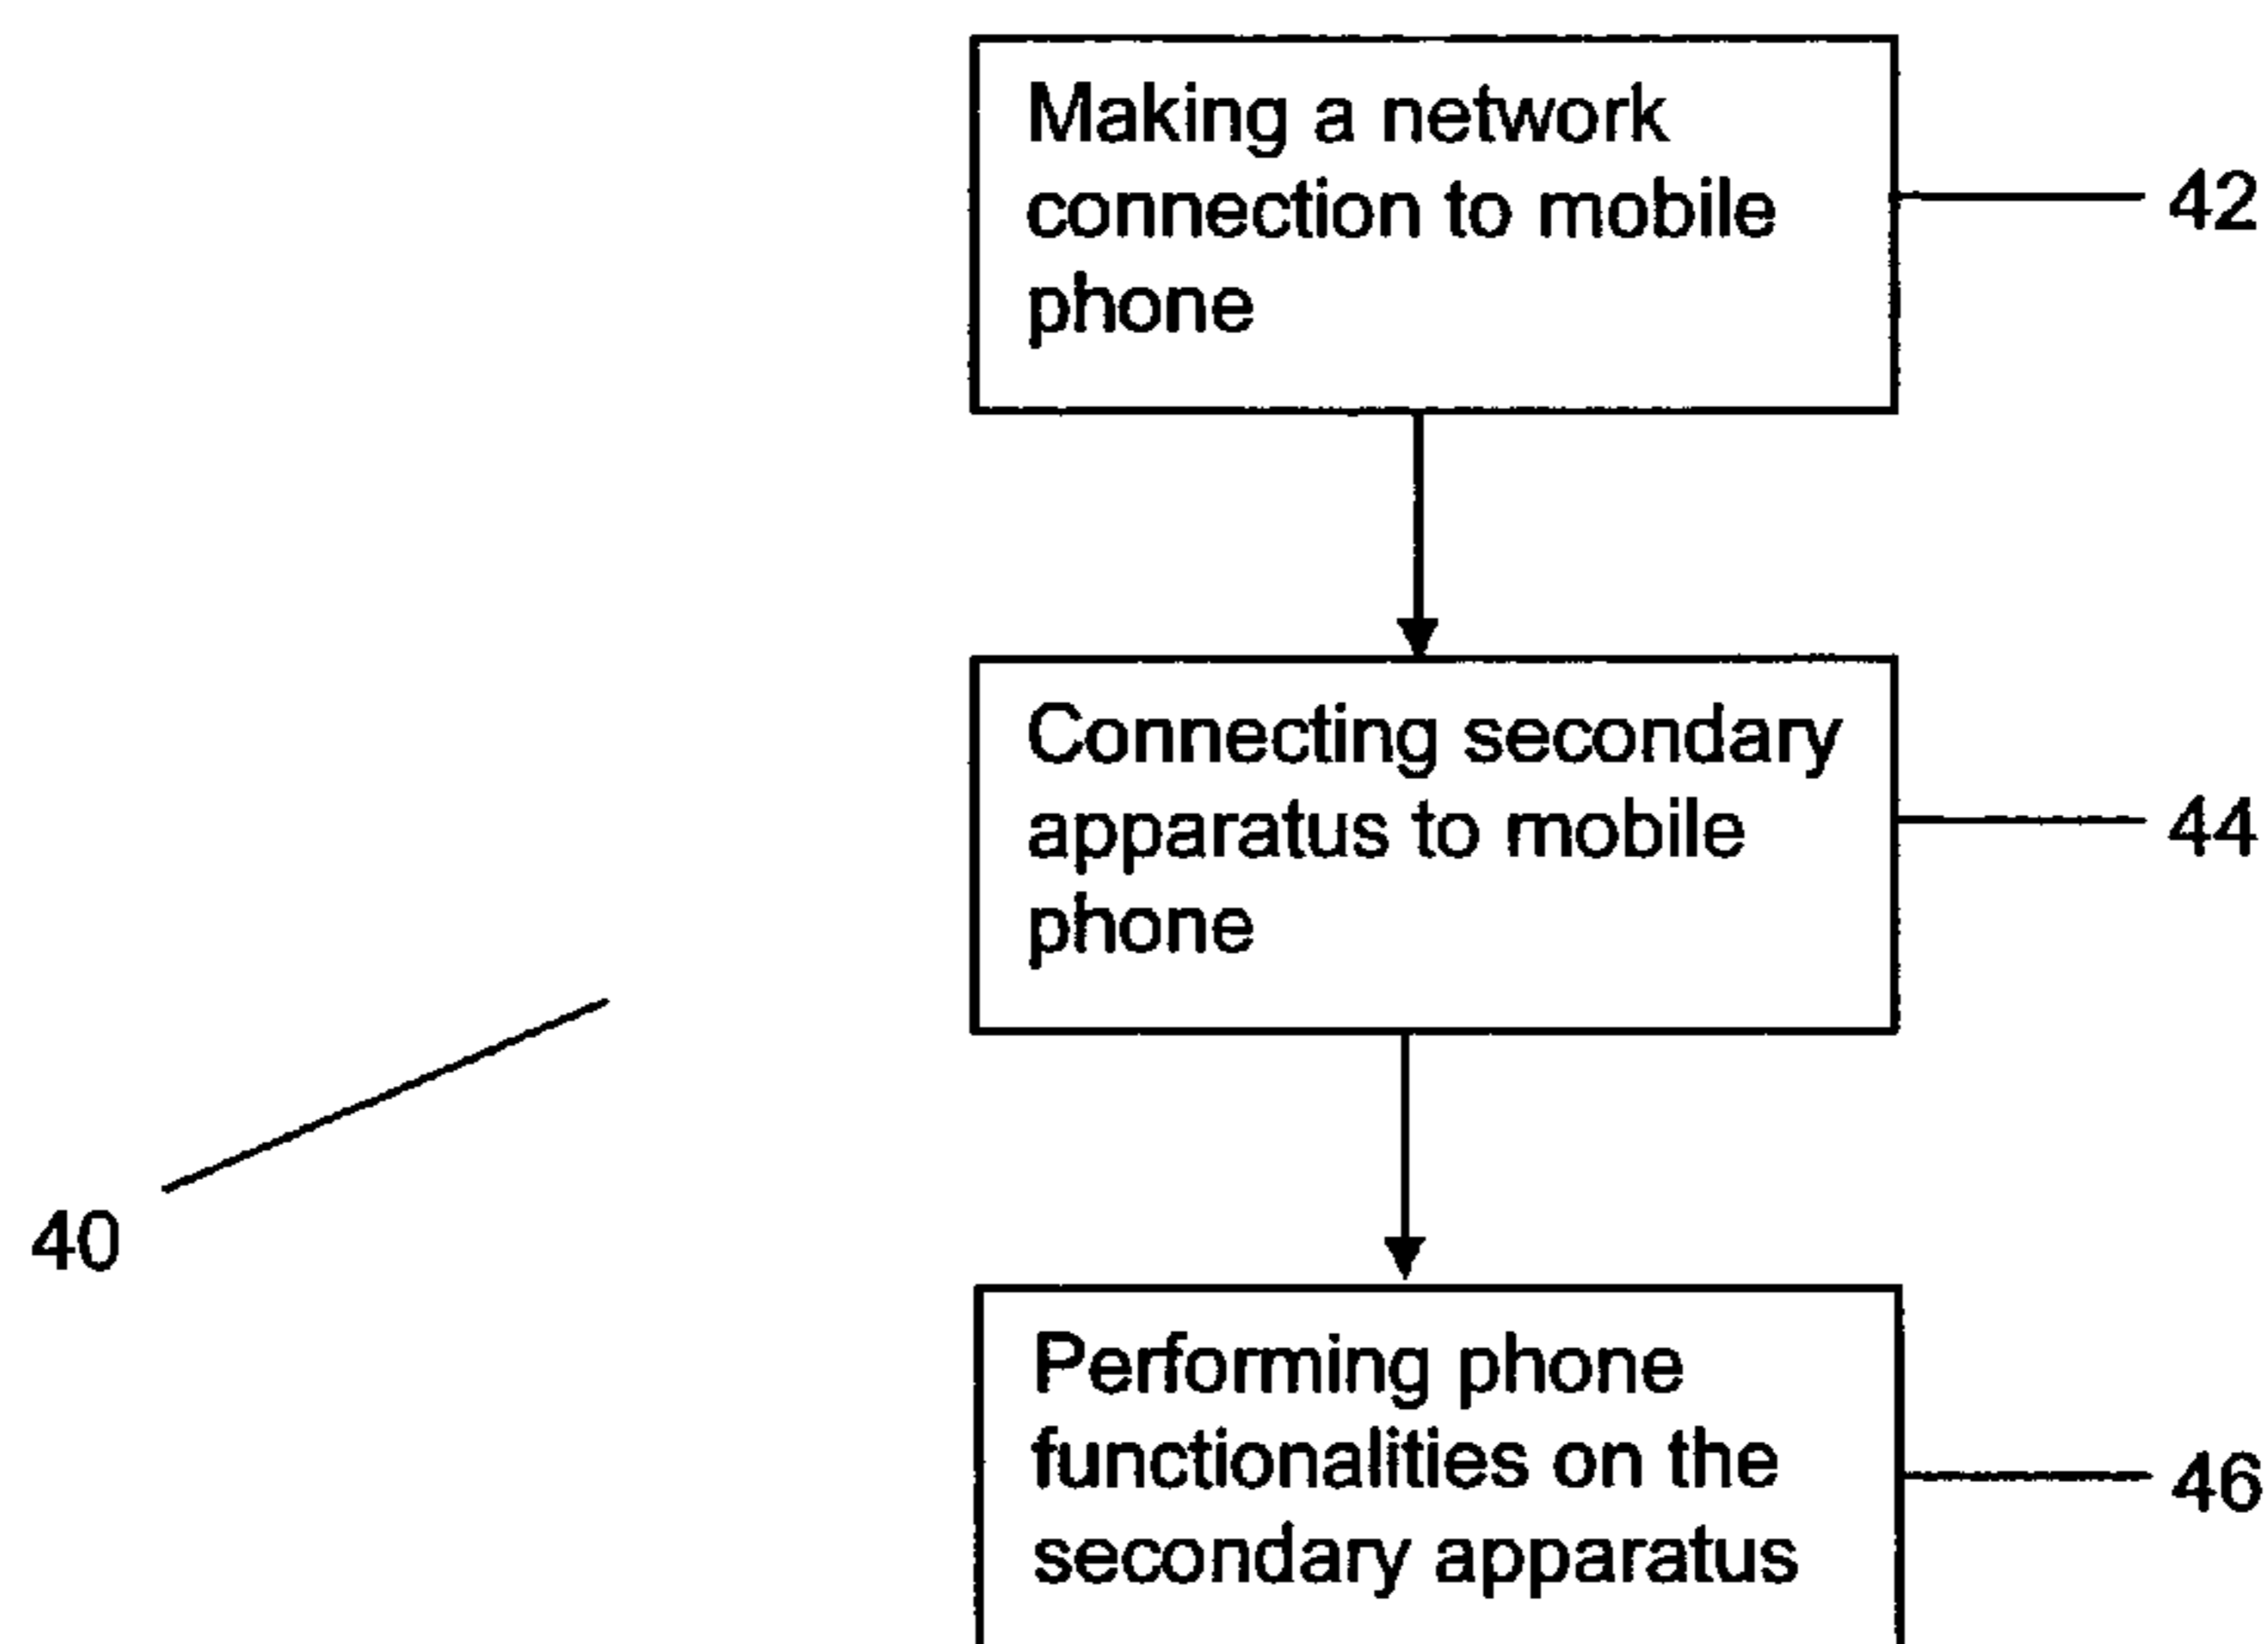 Making a network
connection to mobile
phone
42
Connecting secondary
apparatus to mobile
phone
44
40
Performing phone
functionalities on the
secondary apparatus
46